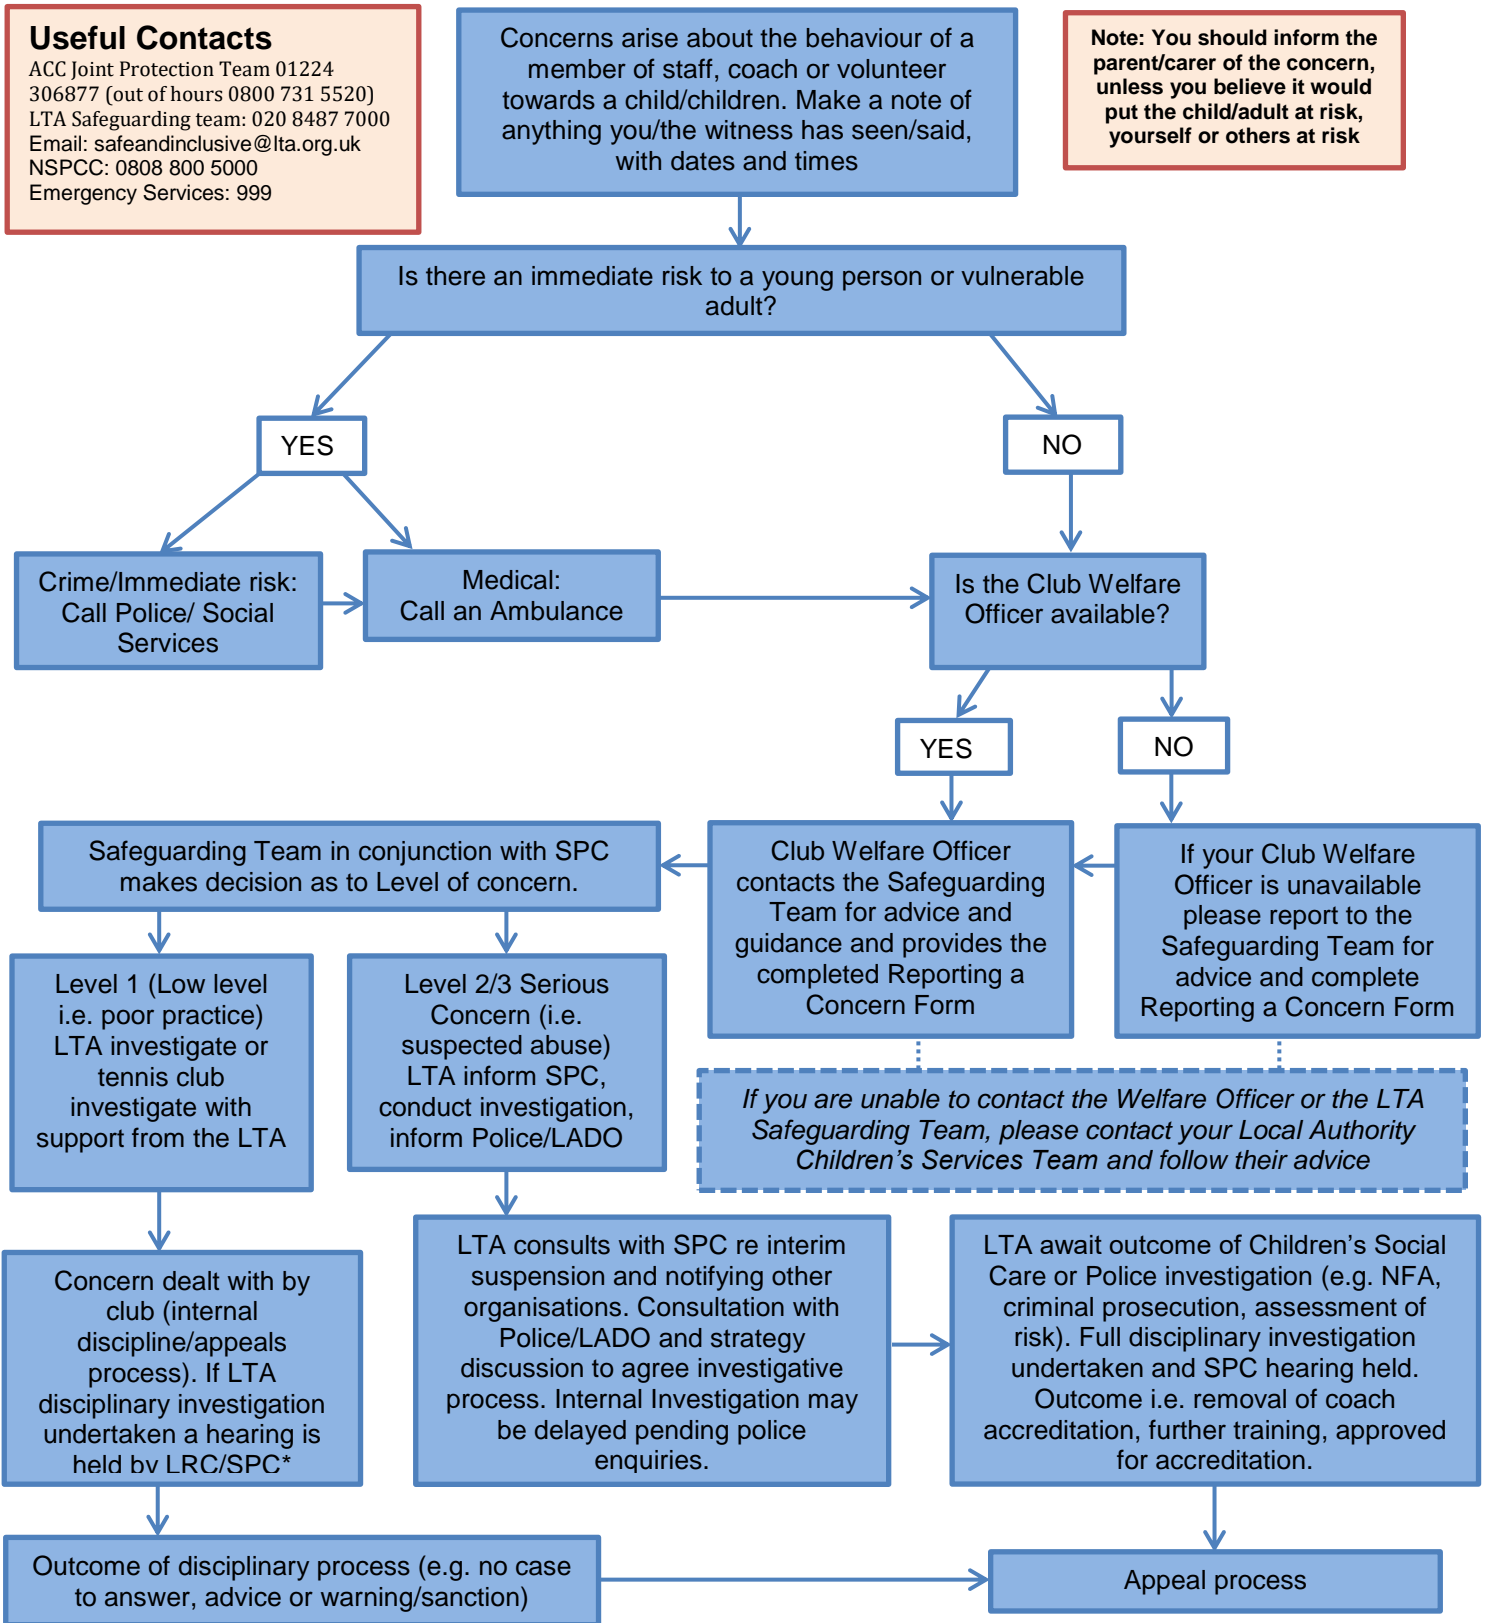 Useful Contacts
ACC Joint Protection Team 01224
306877 (out of hours 0800 731 5520)
LTA Safeguarding team: 020 8487 7000
Email: safeandinclusive@lta.org.uk
NSPCC: 0808 800 5000
Emergency Services: 999
Concerns arise about the behaviour of a
member of staff, coach or volunteer
towards a child/children. Make a note of
anything you/the witness has seen/said,
with dates and times
Note: You should inform the
parent/carer of the concern,
unless you believe it would
put the child/adult at risk,
yourself or others at risk
Is there an immediate risk to a young person or vulnerable
adult?
YES
NO
Crime/Immediate risk:
Call Police/ Social
Services
Medical:
Call an Ambulance
Is the Club Welfare
Officer available?
YES
NO
Safeguarding Team in conjunction with SPC
makes decision as to Level of concern.
Club Welfare Officer
contacts the Safeguarding
Team for advice and
guidance and provides the
completed Reporting a
Concern Form
If your Club Welfare
Officer is unavailable
please report to the
Safeguarding Team for
advice and complete
Reporting a Concern Form
Level 1 (Low level
i.e. poor practice)
LTA investigate or
tennis club
investigate with
support from the LTA
Level 2/3 Serious
Concern (i.e.
suspected abuse)
LTA inform SPC,
conduct investigation,
inform Police/LADO
If you are unable to contact the Welfare Officer or the LTA
Safeguarding Team, please contact your Local Authority
Children’s Services Team and follow their advice
Concern dealt with by
club (internal
discipline/appeals
process). If LTA
disciplinary investigation
undertaken a hearing is
held by LRC/SPC*
LTA consults with SPC re interim
suspension and notifying other
organisations. Consultation with
Police/LADO and strategy
discussion to agree investigative
process. Internal Investigation may
be delayed pending police
enquiries.
LTA await outcome of Children’s Social
Care or Police investigation (e.g. NFA,
criminal prosecution, assessment of
risk). Full disciplinary investigation
undertaken and SPC hearing held.
Outcome i.e. removal of coach
accreditation, further training, approved
for accreditation.
Outcome of disciplinary process (e.g. no case
to answer, advice or warning/sanction)
Appeal process